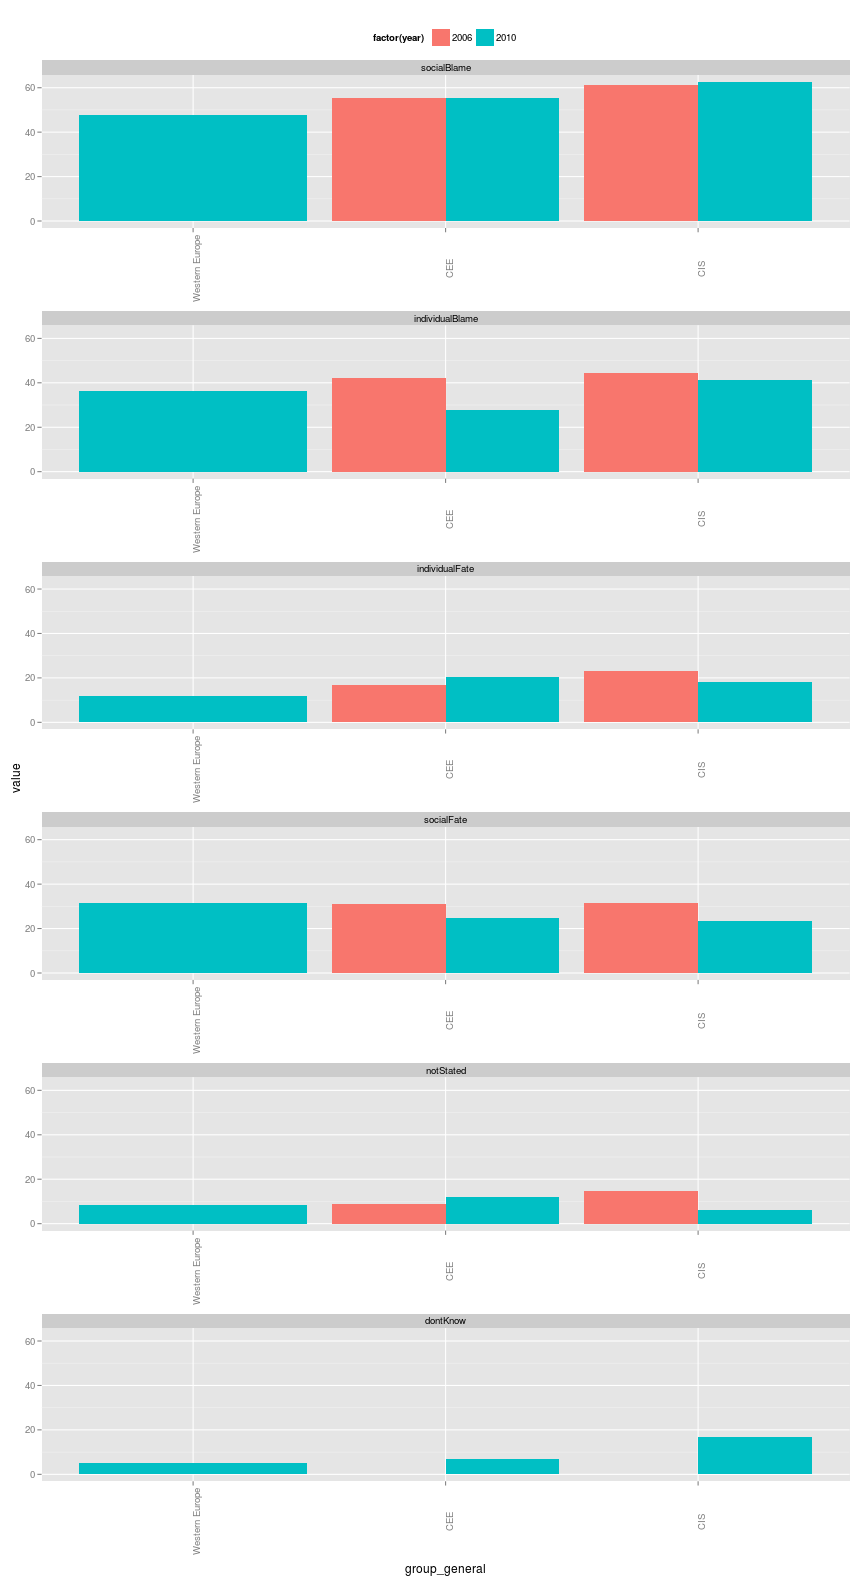 factor(year) 2006 2010
socialBlame
60
40
20
0
Western Europe CEE CIS
individualBlame
60
40
20
0
Western Europe CEE CIS
individualFate
60
40
20
0
Western Europe CEE CIS
value
socialFate
60
40
20
0
Western Europe CEE CIS
notStated
60
40
20
0
Western Europe CEE CIS
dontKnow
60
40
20
0
Western Europe CEE CIS
group_general